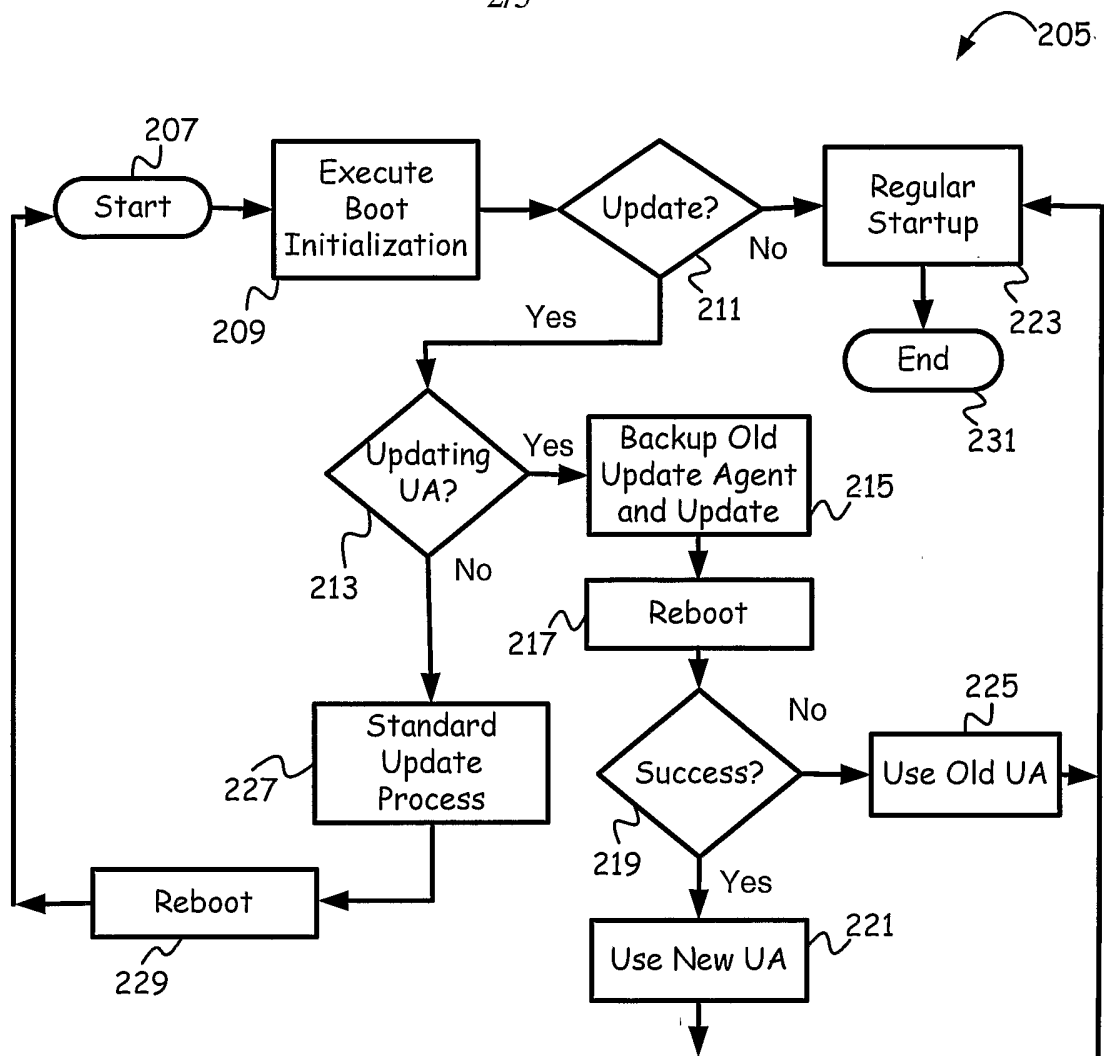 205
207
Start
Execute
Boot
Initialization
209
Update?
211
No
Yes
Regular
Startup
223
End
231
Updating
UA?
213
Yes
No
Backup Old
Update Agent
and Update
215
Reboot
217
Success?
219
No
Yes
225
Use Old UA
Standard
Update
Process
227
Reboot
229
Use New UA
221